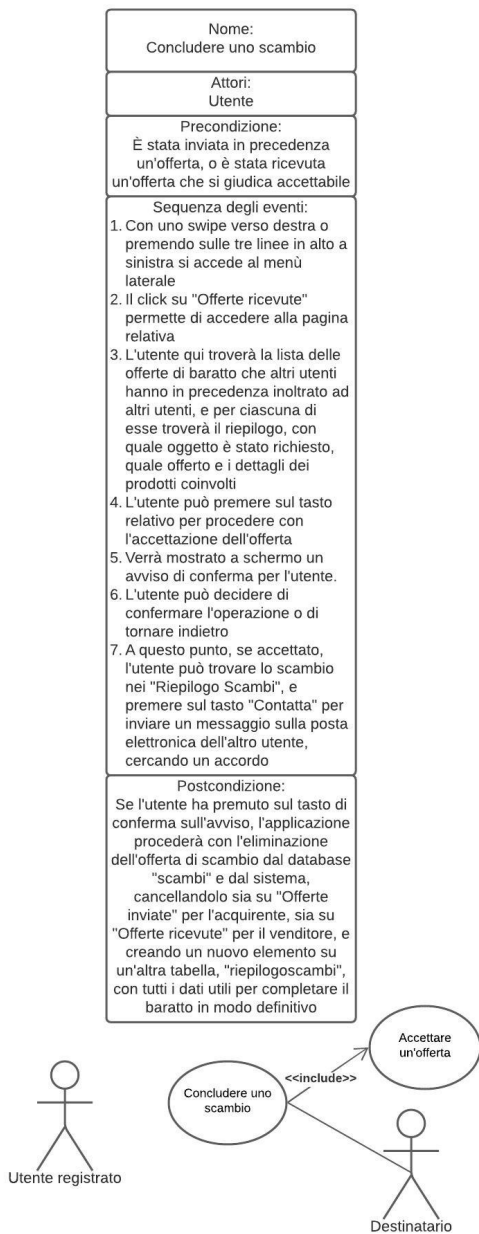 Nome:
Concludere uno scambio
Attori:
Utente
Precondizione:
È stata inviata in precedenza
un'offerta, o è stata ricevuta
un'offerta che si giudica accettabile
Sequenza degli eventi:
1. Con uno swipe verso destra o
premendo sulle tre linee in alto a
sinistra si accede al menù
laterale
2. Il click su "Offerte ricevute"
permette di accedere alla pagina
relativa
3. L'utente qui troverà la lista delle
offerte di baratto che altri utenti
hanno in precedenza inoltrato ad
altri utenti, e per ciascuna di
esse troverà il riepilogo, con
quale oggetto è stato richiesto,
quale offerto e i dettagli dei
prodotti coinvolti
4. L'utente può premere sul tasto
relativo per procedere con
l'accettazione dell'offerta
5. Verrà mostrato a schermo un
avviso di conferma per l'utente.
6. L'utente può decidere di
confermare l'operazione o di
tornare indietro
7. A questo punto, se accettato,
l'utente può trovare lo scambio
nei "Riepilogo Scambi", e
premere sul tasto "Contatta" per
inviare un messaggio sulla posta
elettronica dell'altro utente,
cercando un accordo
Postcondizione:
Se l'utente ha premuto sul tasto di
conferma sull'avviso, l'applicazione
procederà con l'eliminazione
dell'offerta di scambio dal database
"scambi" e dal sistema,
cancellandolo sia su "Offerte
inviate" per l'acquirente, sia su
"Offerte ricevute" per il venditore, e
creando un nuovo elemento su
un'altra tabella, "riepilogoscambi",
con tutti i dati utili per completare il
baratto in modo definitivo
Accettare
un'offerta
<<include>>
Concludere uno
scambio
Utente registrato
Destinatario